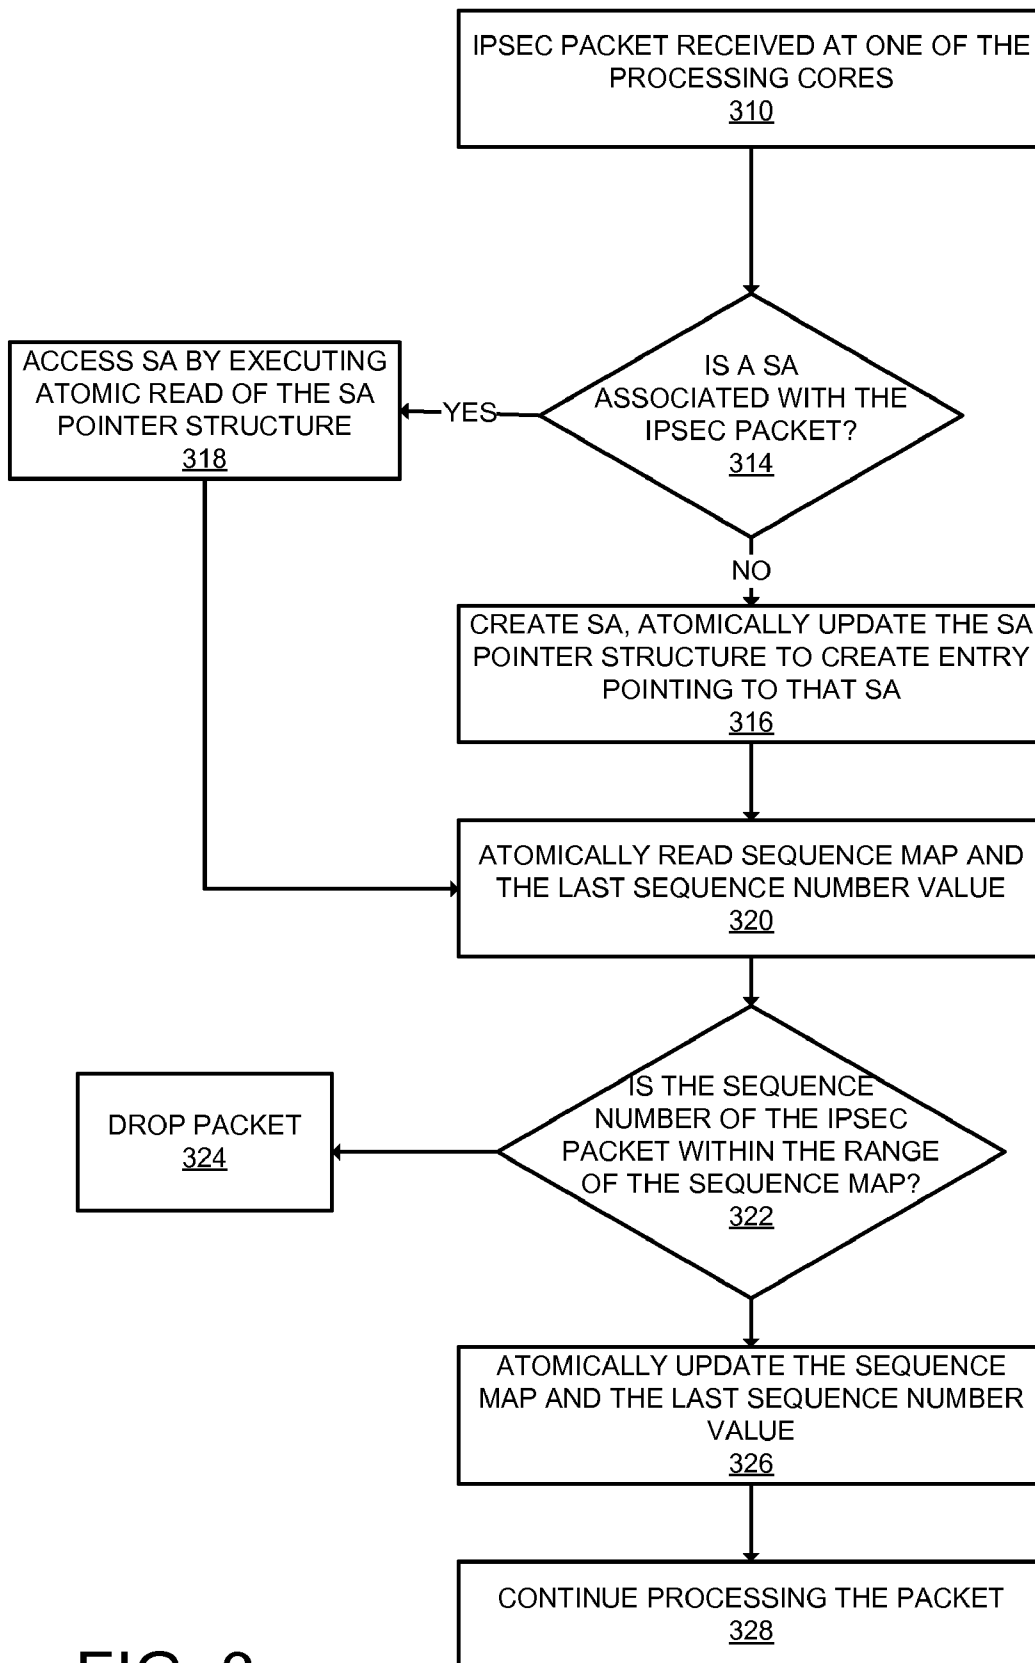 IPSEC PACKET RECEIVED AT ONE OF THE
PROCESSING CORES
310
IS A SA
ASSOCIATED WITH THE
IPSEC PACKET?
314
YES
ACCESS SA BY EXECUTING
ATOMIC READ OF THE SA
POINTER STRUCTURE
318
NO
CREATE SA, ATOMICALLY UPDATE THE SA
POINTER STRUCTURE TO CREATE ENTRY
POINTING TO THAT SA
316
ATOMICALLY READ SEQUENCE MAP AND
THE LAST SEQUENCE NUMBER VALUE
320
IS THE SEQUENCE
NUMBER OF THE IPSEC
PACKET WITHIN THE RANGE
OF THE SEQUENCE MAP?
322
DROP PACKET
324
ATOMICALLY UPDATE THE SEQUENCE
MAP AND THE LAST SEQUENCE NUMBER
VALUE
326
CONTINUE PROCESSING THE PACKET
328
FIG.